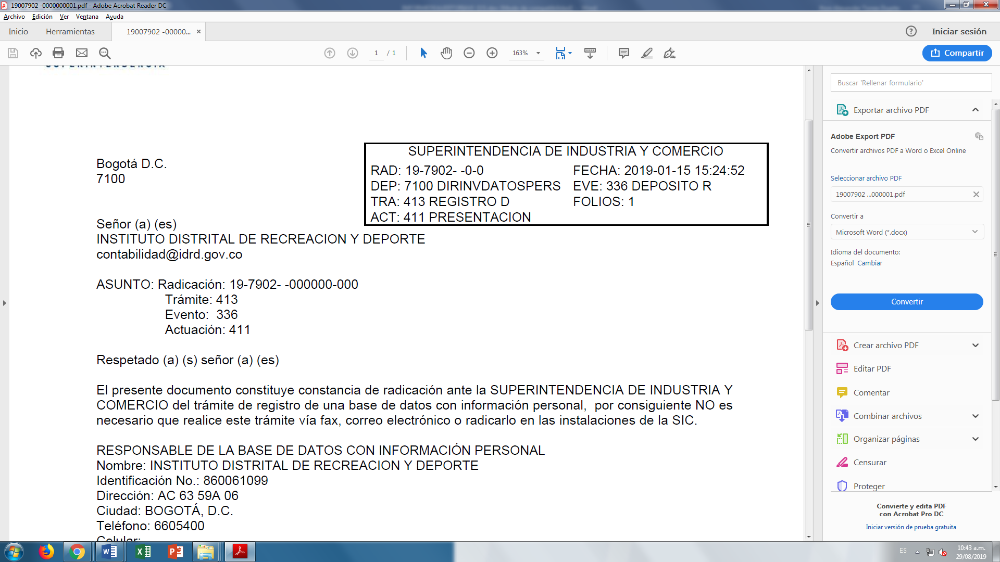 19007902 -0000000001.pdf - Adobe Acrobat Reader DC
Archivo Edición Ver Ventana Ayuda
Inicio Herramientas 19007902 -00000... Iniciar sesión
1 / 1 163% Compartir
SUPERINTENDENCIA
SUPERINTENDENCIA DE INDUSTRIA Y COMERCIO
RAD: 19-7902- -0-0 FECHA: 2019-01-15 15:24:52
DEP: 7100 DIRINVDATOSPERS EVE: 336 DEPOSITO R
TRA: 413 REGISTRO D FOLIOS: 1
ACT: 411 PRESENTACION
Bogotá D.C.
7100
Señor (a) (es)
INSTITUTO DISTRITAL DE RECREACION Y DEPORTE
contabilidad@idrd.gov.co
ASUNTO: Radicación: 19-7902- -000000-000
Trámite: 413
Evento: 336
Actuación: 411
Respetado (a) (s) señor (a) (es)
El presente documento constituye constancia de radicación ante la SUPERINTENDENCIA DE INDUSTRIA Y
COMERCIO del trámite de registro de una base de datos con información personal, por consiguiente NO es
necesario que realice este trámite vía fax, correo electrónico o radicarlo en las instalaciones de la SIC.
RESPONSABLE DE LA BASE DE DATOS CON INFORMACIÓN PERSONAL
Nombre: INSTITUTO DISTRITAL DE RECREACION Y DEPORTE
Identificación No.: 860061099
Dirección: AC 63 59A 06
Ciudad: BOGOTÁ, D.C.
Teléfono: 6605400
Celular:
Buscar 'Rellenar formulario'
Exportar archivo PDF
Adobe Export PDF
Convertir archivos PDF a Word o Excel Online
Seleccionar archivo PDF
19007902 ...000001.pdf
Convertir a
Microsoft Word (*.docx)
Idioma del documento:
Español Cambiar
Convertir
Crear archivo PDF
Editar PDF
Comentar
Combinar archivos
Organizar páginas
Censurar
Proteger
Convierte y edita PDF
con Acrobat Pro DC
Iniciar versión de prueba gratuita
ES
10:43 a.m.
29/08/2019